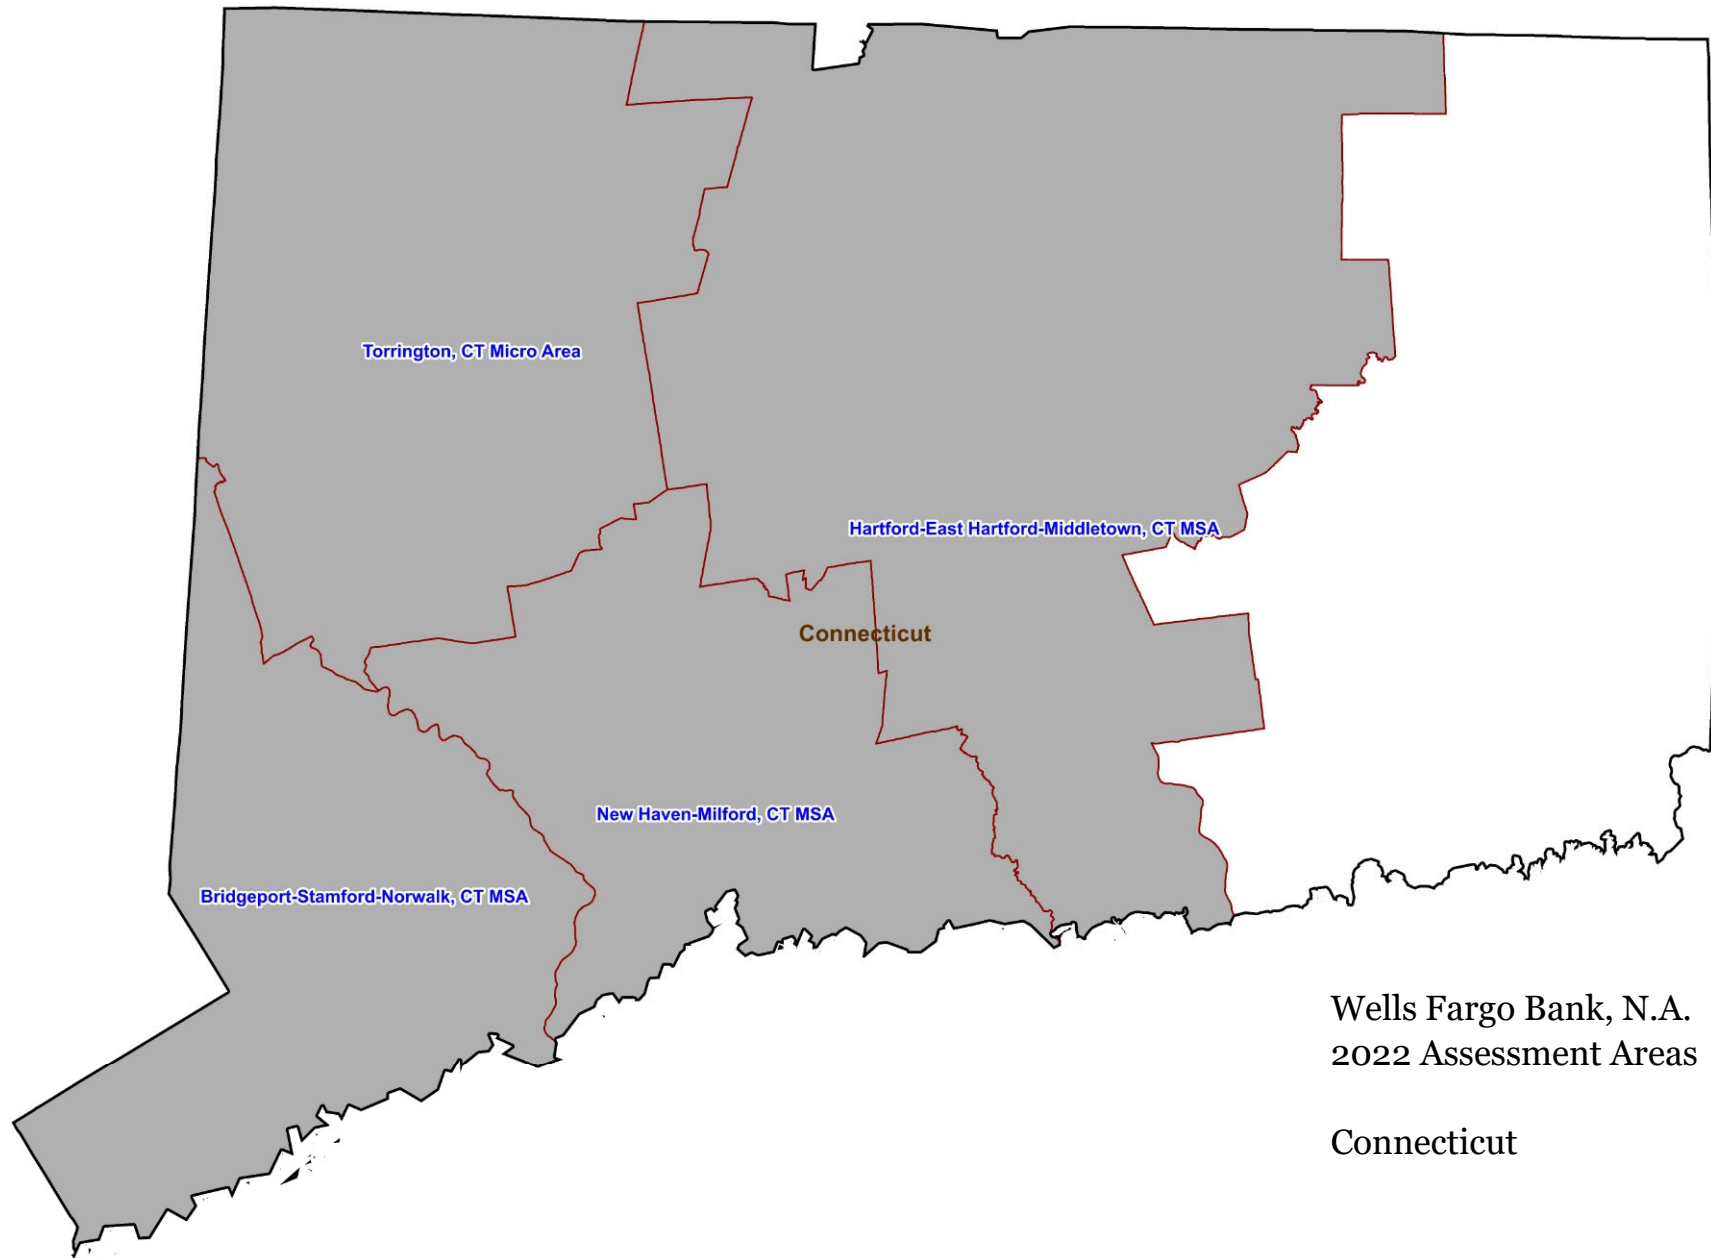 Torrington, CT Micro Area
Hartford-East Hartford-Middletown, CT MSA
Connecticut
New Haven-Milford, CT MSA
Bridgeport-Stamford-Norwalk, CT MSA
Wells Fargo Bank, N.A.
2022 Assessment Areas
Connecticut